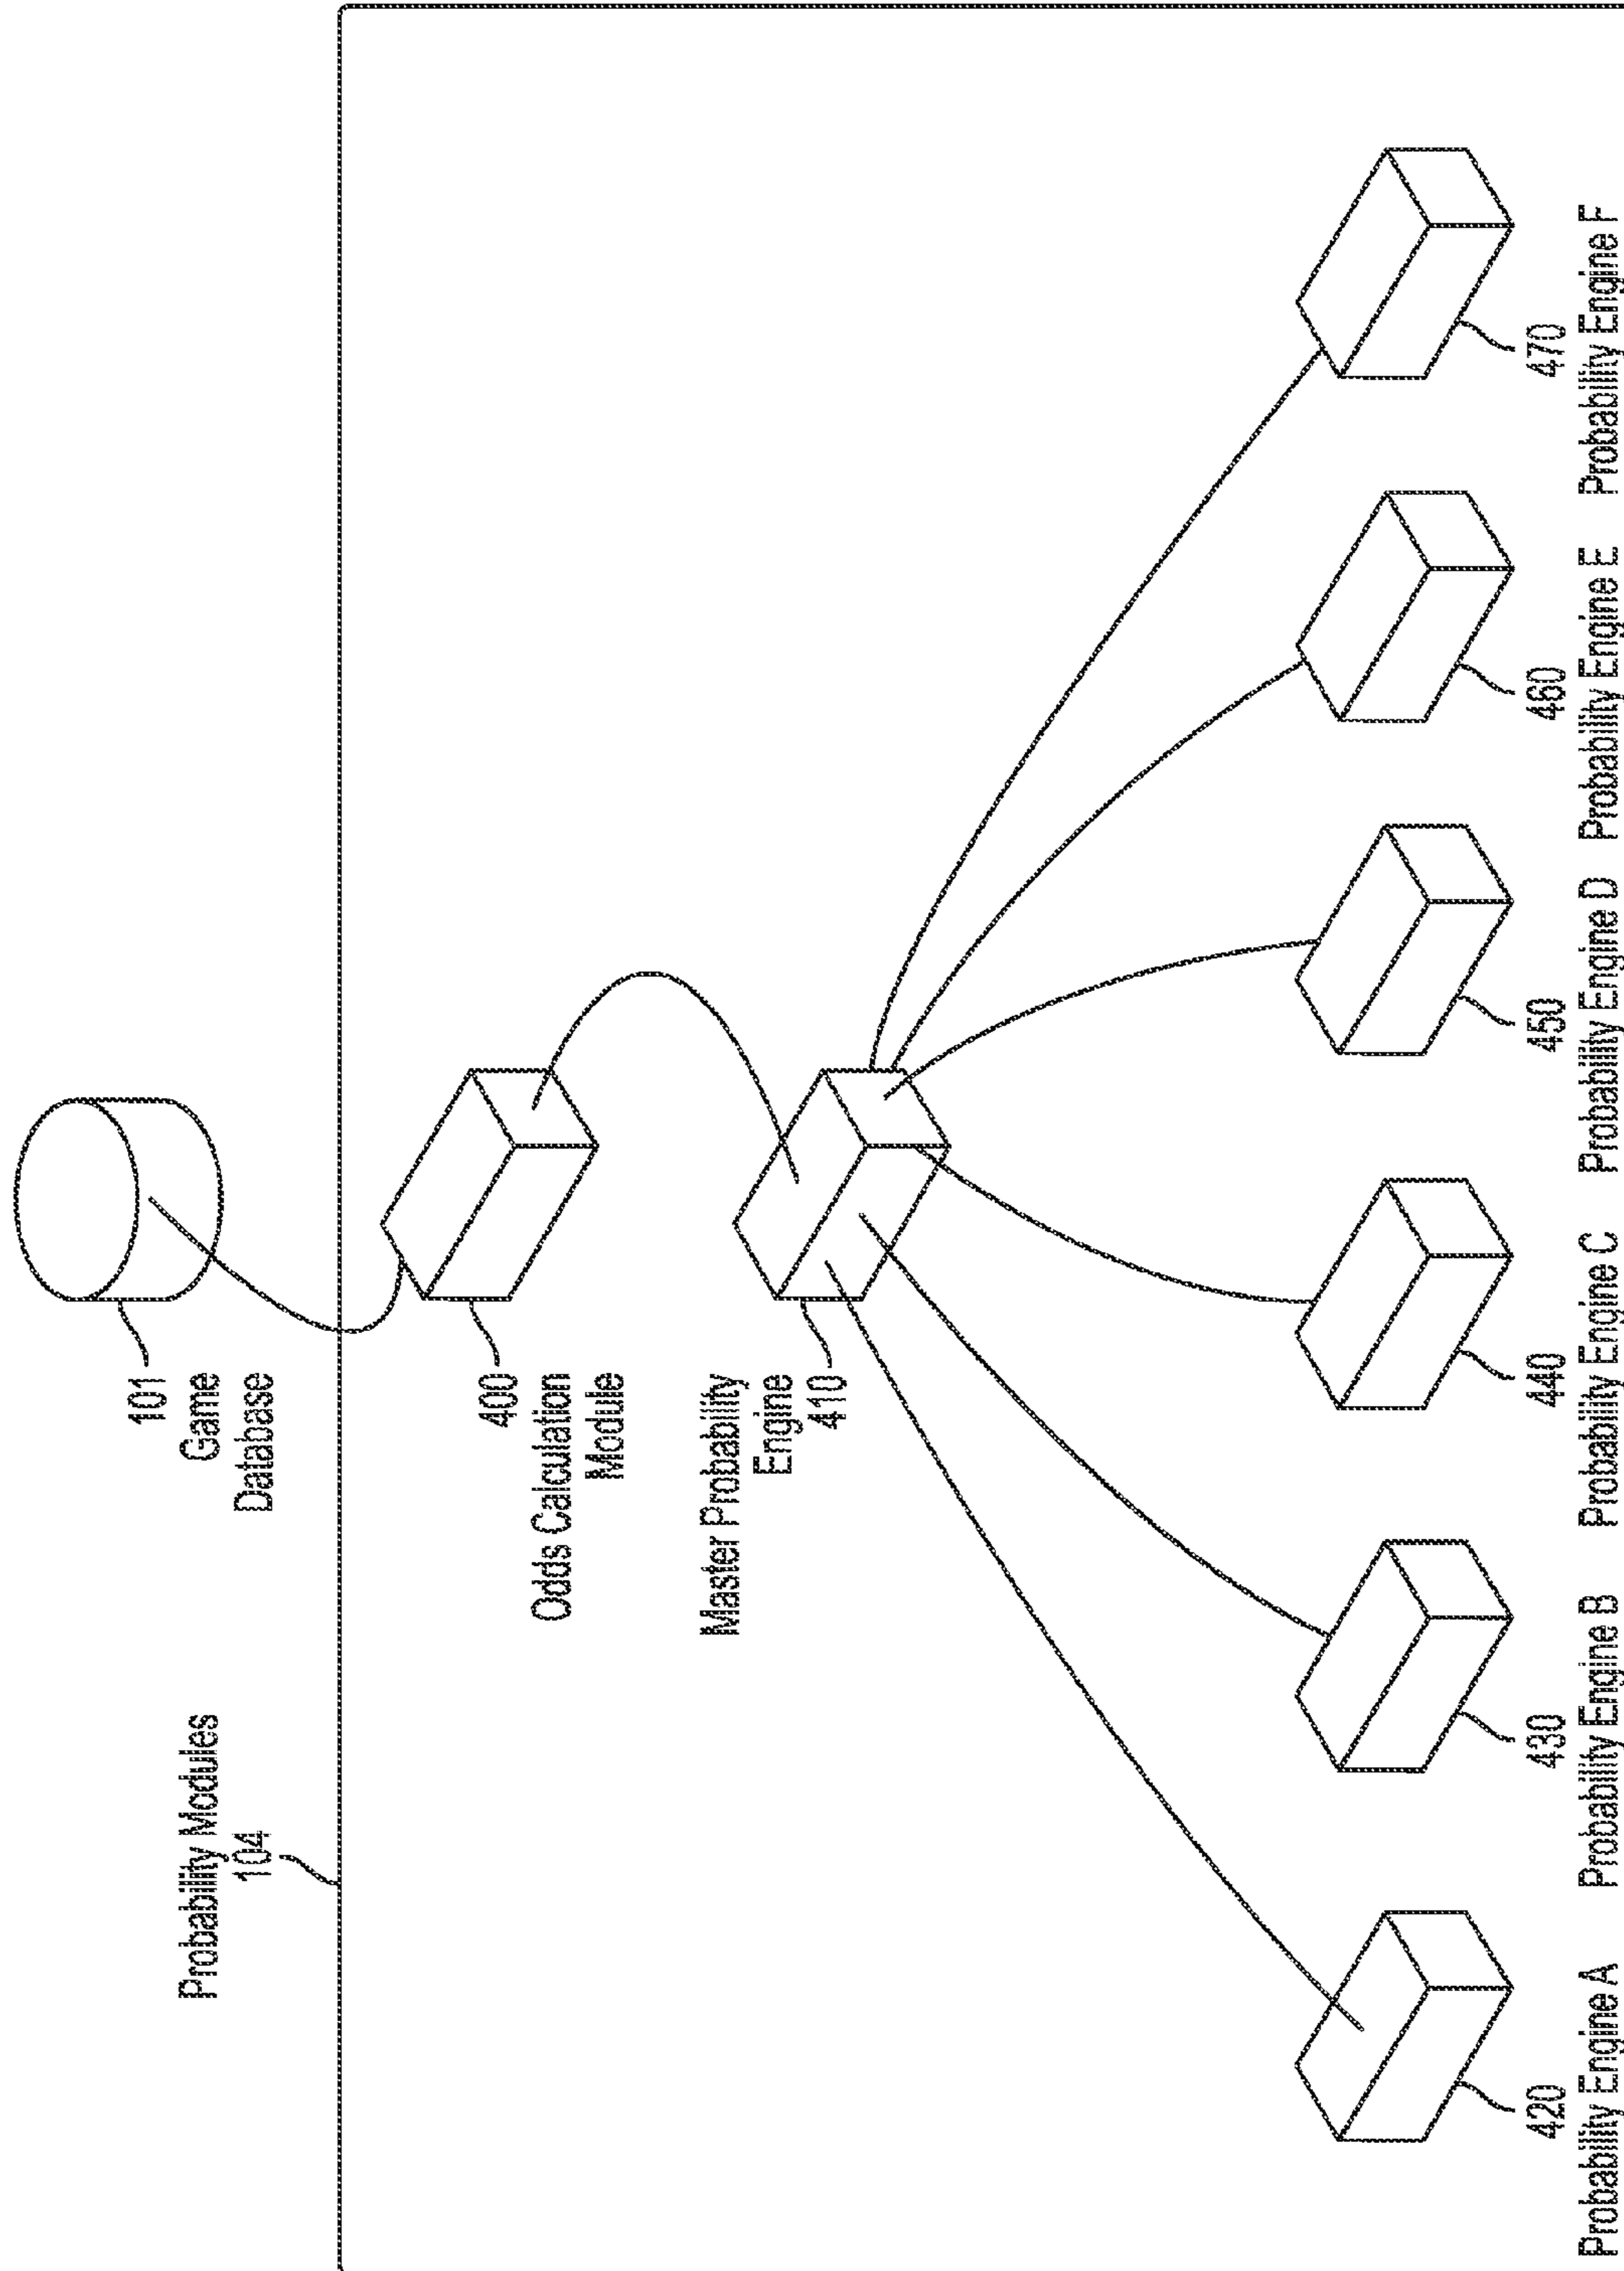 Probability Modules
104
101
Game
Database
400
Odds Calculation
Module
Master Probability
Engine
410
420
Probability Engine A
430
Probability Engine B
440
Probability Engine C
450
Probability Engine D
460
Probability Engine E
470
Probability Engine F